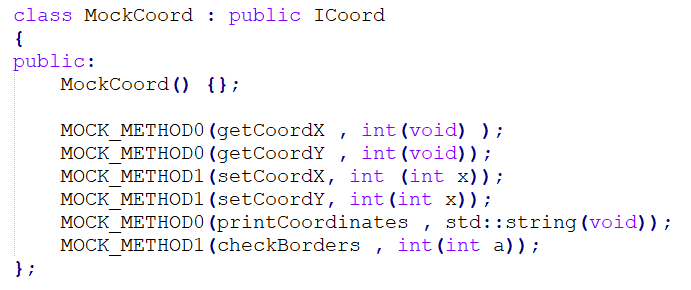 class MockCoord : public ICoord
{
public:
    MockCoord() {};

    MOCK_METHOD0(getCoordX , int(void) );
    MOCK_METHOD0(getCoordY , int(void));
    MOCK_METHOD1(setCoordX, int (int x));
    MOCK_METHOD1(setCoordY, int(int x));
    MOCK_METHOD0(printCoordinates , std::string(void));
    MOCK_METHOD1(checkBorders , int(int a));
};